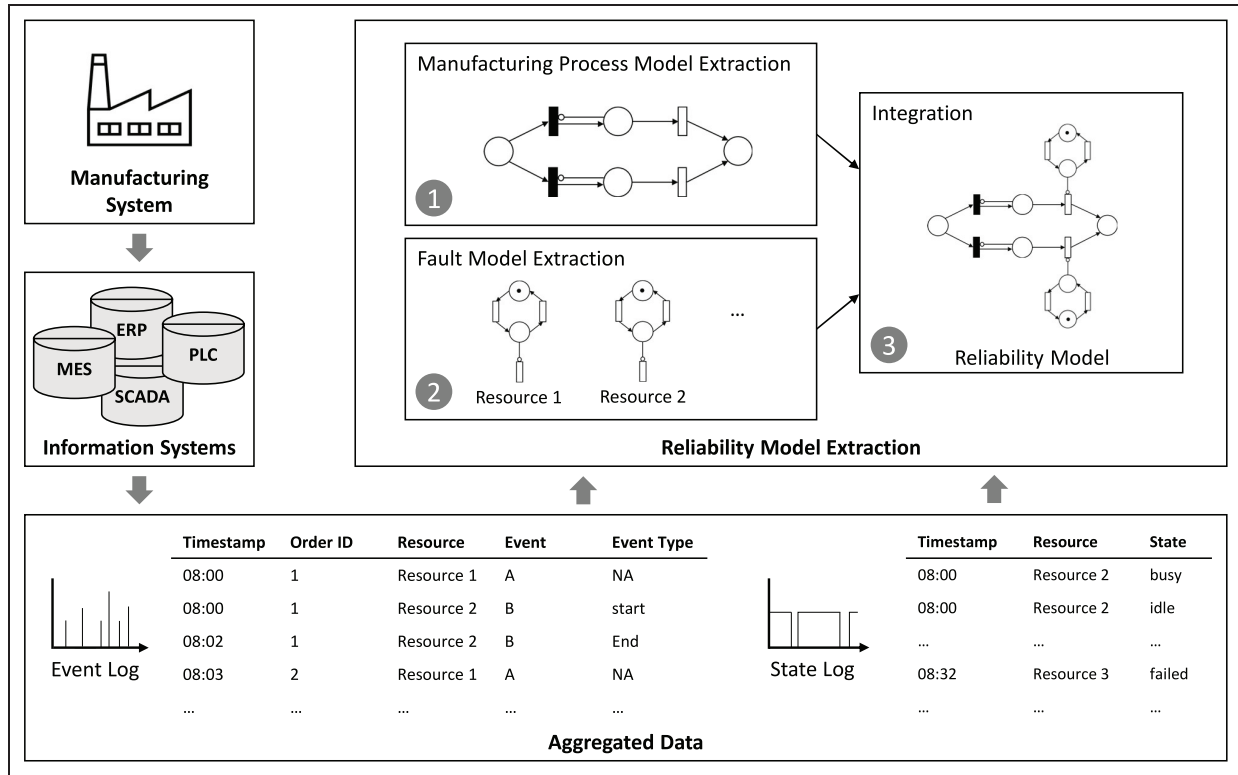 Manufacturing
System
ERP
PLC
MES
SCADA
Information Systems
Manufacturing Process Model Extraction
1
Fault Model Extraction
...
2
Resource 1
Resource 2
Integration
3
Reliability Model
Reliability Model Extraction
Event Log
Timestamp Order ID Resource Event Event Type
08:00 1 Resource 1 A NA
08:00 1 Resource 2 B start
08:02 1 Resource 2 B End
08:03 2 Resource 1 A NA
... ... ... ... ...
State Log
Timestamp Resource State
08:00 Resource 2 busy
08:00 Resource 2 idle
... ... ...
08:32 Resource 3 failed
... ... ...
Aggregated Data